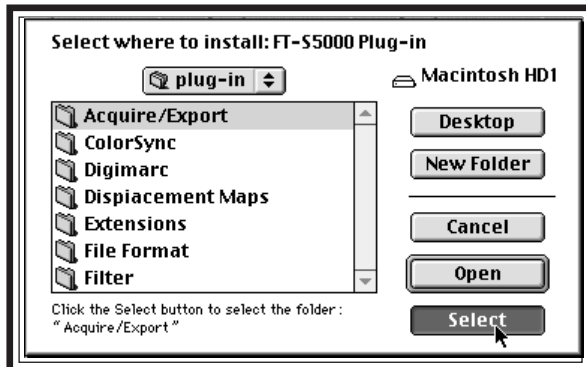 Select where to install: FT-S5000 Plug-in
plug-in
Macintosh HD1
Acquire/Export
ColorSync
Digimarc
Dispiacement Maps
Extensions
File Format
Filter
Desktop
New Folder
Cancel
Open
Select
Click the Select button to select the folder:
"Acquire/Export"